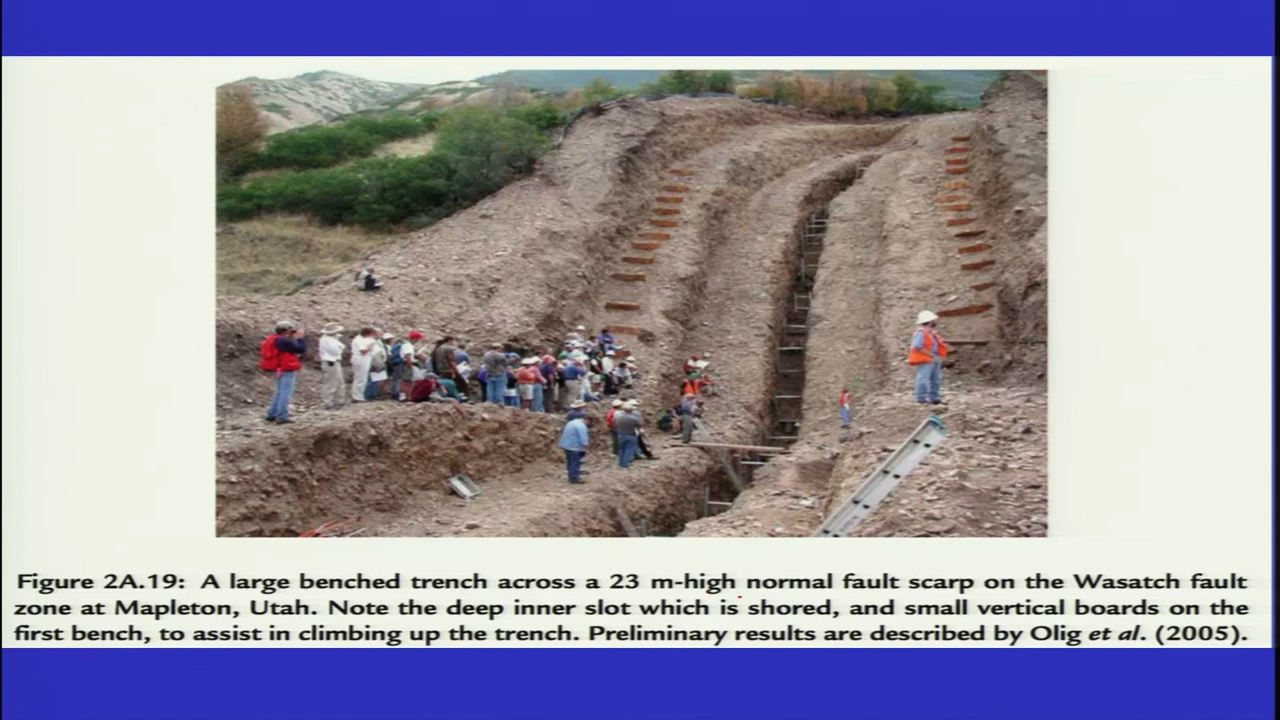 Figure 2A.19: A large benched trench across a 23 m-high normal fault scarp on the Wasatch fault
zone at Mapleton, Utah. Note the deep inner slot which is shored, and small vertical boards on the
first bench, to assist in climbing up the trench. Preliminary results are described by Olig et al. (2005).